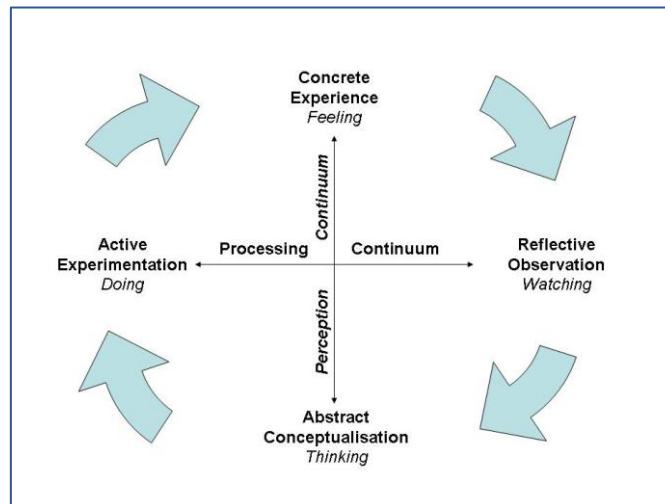 Concrete
Experience
Feeling
Continuum
Active
Experimentation
Doing
Processing
Continuum
Reflective
Observation
Watching
Perception
Abstract
Conceptualisation
Thinking